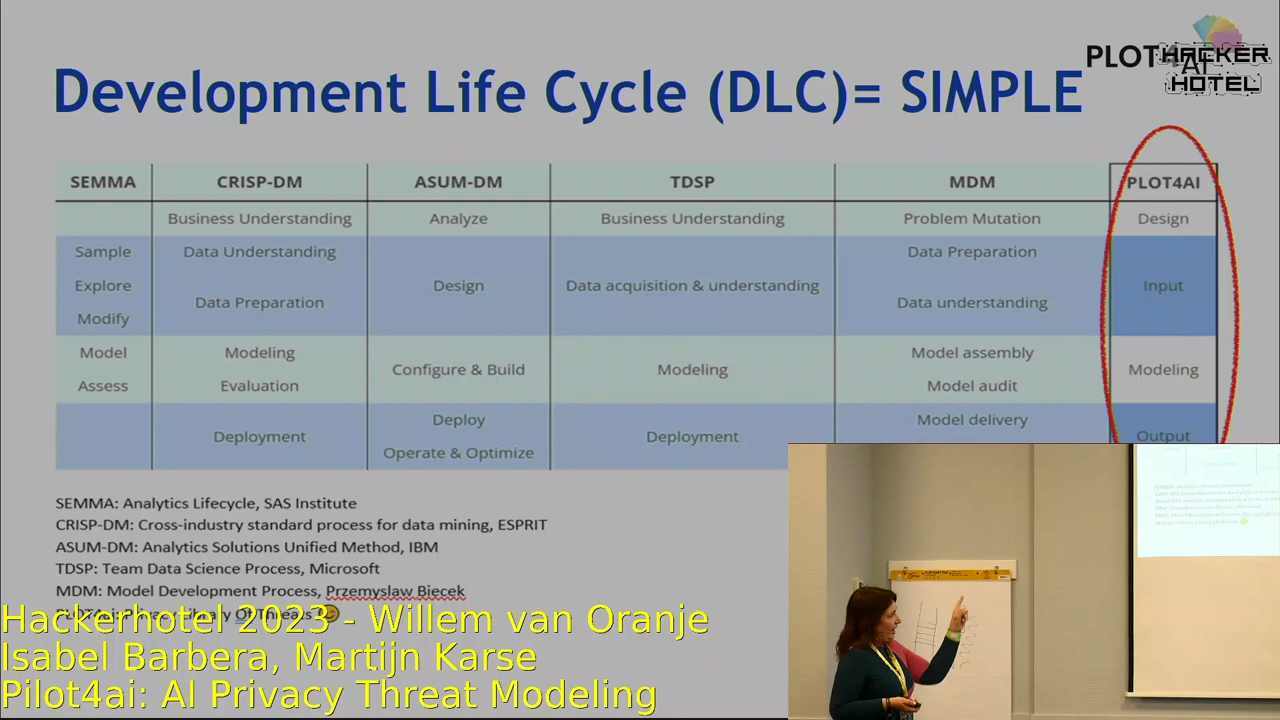 PLOT4AI
HACKER
HOTEL
Development Life Cycle (DLC)= SIMPLE
SEMMA CRISP-DM ASUM-DM TDSP MDM PLOT4AI
Business Understanding Analyze Business Understanding Problem Mutation Design
Sample Data Understanding Data Preparation
Explore Design Data acquisition & understanding Input
Data Preparation Data understanding
Modify
Model Modeling Model assembly
Configure & Build Modeling Modeling
Assess Evaluation Model audit
Deploy Model delivery
Deployment Deployment Output
Operate & Optimize
SEMMA: Analytics Lifecycle, SAS Institute
CRISP-DM: Cross-industry standard process for data mining, ESPRIT
ASUM-DM: Analytics Solutions Unified Method, IBM
TDSP: Team Data Science Process, Microsoft
MDM: Model Development Process, Przemyslaw Biecek
Hackerhotel 2023 - Willem van Oranje
Isabel Barbera, Martijn Karse
Pilot4ai: AI Privacy Threat Modeling